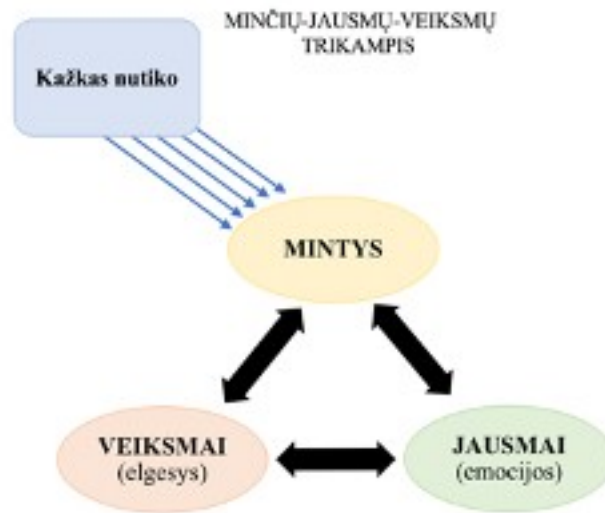 MINČIŲ-JAUSMŲ-VEIKSMŲ
TRIKAMPIS
Kažkas nutiko
MINTYS
VEIKSMAI
(elgesys)
JAUSMAI
(emocijos)